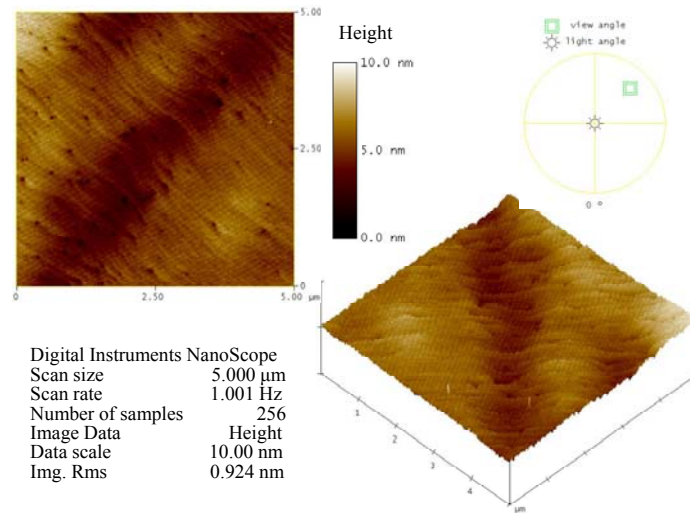 5.00
2.50
0
0
2.50
5.00
μm
Height
10.0 nm
5.0 nm
0.0 nm
view angle
light angle
0 º
1
2
3
4
μm
Digital Instruments NanoScope
Scan size 5.000 μm
Scan rate 1.001 Hz
Number of samples 256
Image Data Height
Data scale 10.00 nm
Img. Rms 0.924 nm